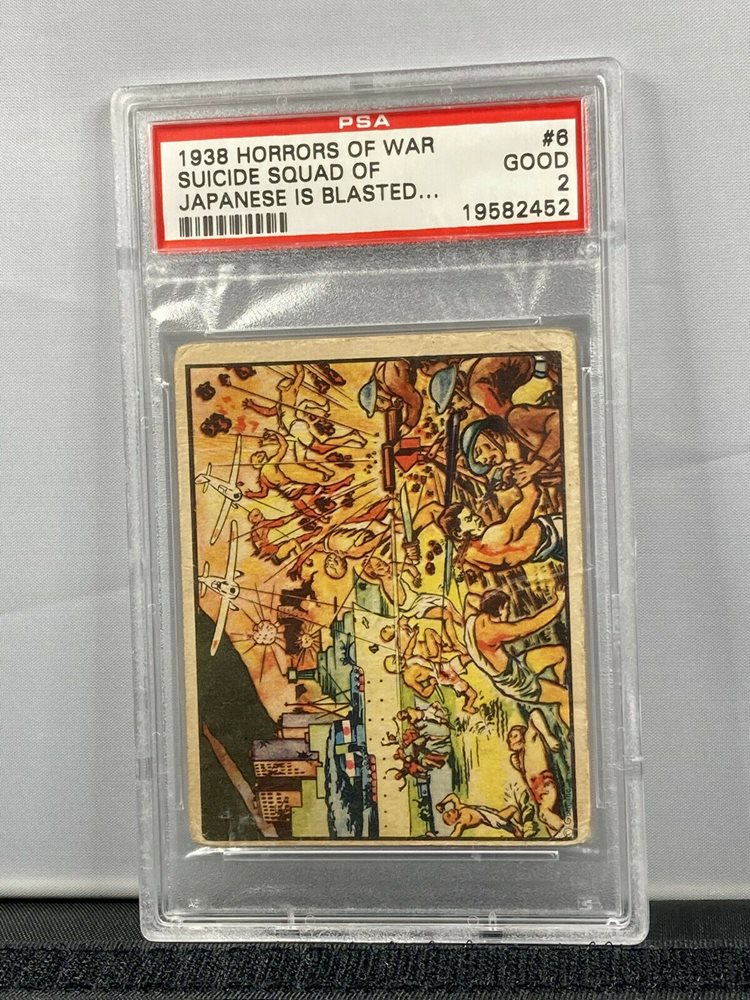 PSA
1938 HORRORS OF WAR #6
SUICIDE SQUAD OF GOOD
JAPANESE IS BLASTED... 2
19582452